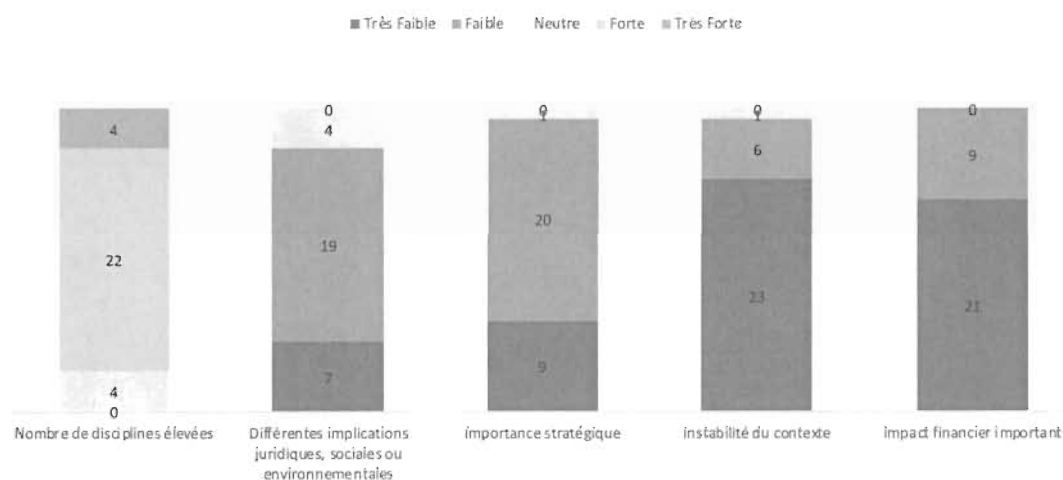 Très Faible Faible Neutre Forte Très Forte
4
22
4
0
0
4
19
7
0
1
20
9
0
1
6
23
0
9
21
Nombre de disciplines élevées
Différentes implications
juridiques, sociales ou
environnementales
importance stratégique
instabilité du contexte
impact financier important